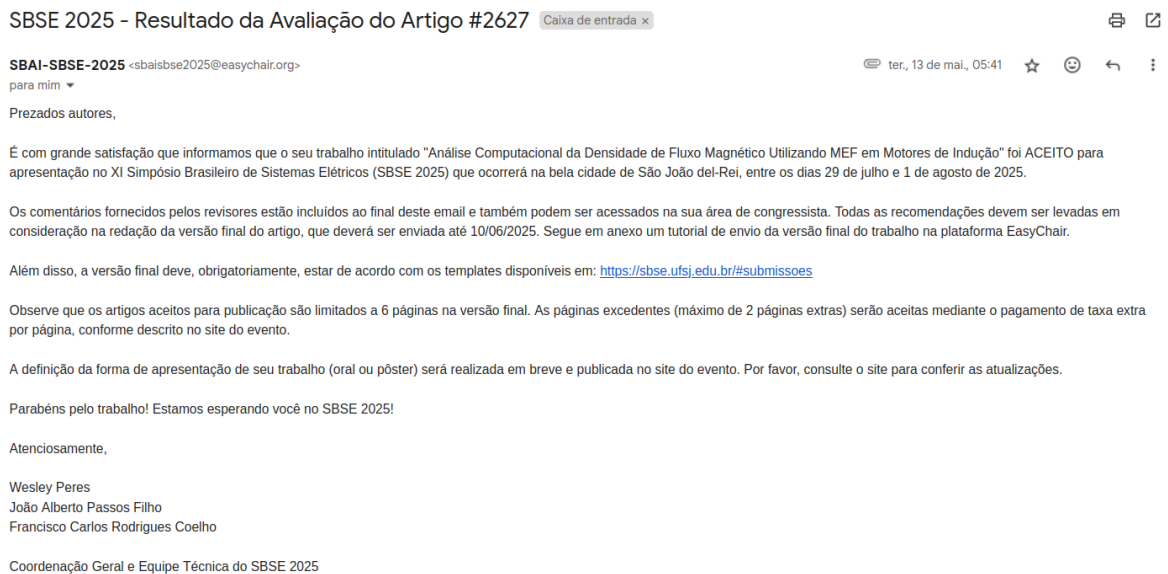 SBSE 2025 - Resultado da Avaliação do Artigo #2627 Caixa de entrada ×
SBAI-SBSE-2025 <sbaisbse2025@easychair.org> ter., 13 de mai., 05:41
para mim
Prezados autores,
É com grande satisfação que informamos que o seu trabalho intitulado "Análise Computacional da Densidade de Fluxo Magnético Utilizando MEF em Motores de Indução" foi ACEITO para
apresentação no XI Simpósio Brasileiro de Sistemas Elétricos (SBSE 2025) que ocorrerá na bela cidade de São João del-Rei, entre os dias 29 de julho e 1 de agosto de 2025.
Os comentários fornecidos pelos revisores estão incluídos ao final deste email e também podem ser acessados na sua área de congressista. Todas as recomendações devem ser levadas em
consideração na redação da versão final do artigo, que deverá ser enviada até 10/06/2025. Segue em anexo um tutorial de envio da versão final do trabalho na plataforma EasyChair.
Além disso, a versão final deve, obrigatoriamente, estar de acordo com os templates disponíveis em: https://sbse.ufsj.edu.br/#submissoes
Observe que os artigos aceitos para publicação são limitados a 6 páginas na versão final. As páginas excedentes (máximo de 2 páginas extras) serão aceitas mediante o pagamento de taxa extra
por página, conforme descrito no site do evento.
A definição da forma de apresentação de seu trabalho (oral ou pôster) será realizada em breve e publicada no site do evento. Por favor, consulte o site para conferir as atualizações.
Parabéns pelo trabalho! Estamos esperando você no SBSE 2025!
Atenciosamente,
Wesley Peres
João Alberto Passos Filho
Francisco Carlos Rodrigues Coelho
Coordenação Geral e Equipe Técnica do SBSE 2025